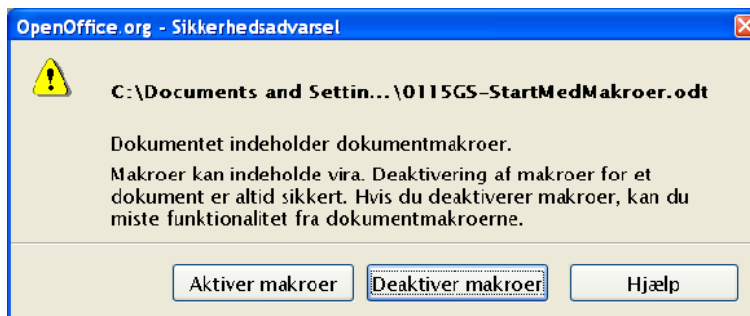 OpenOffice.org - Sikkerhedsadvarsel
C:\Documents and Settin...\0115GS-StartMedMakroer.odt
Dokumentet indeholder dokumentmakroer.
Makroer kan indeholde vira. Deaktivering af makroer for et
dokument er altid sikkert. Hvis du deaktiverer makroer, kan du
miste funktionalitet fra dokumentmakroerne.
Aktiver makroer Deaktiver makroer Hjælp